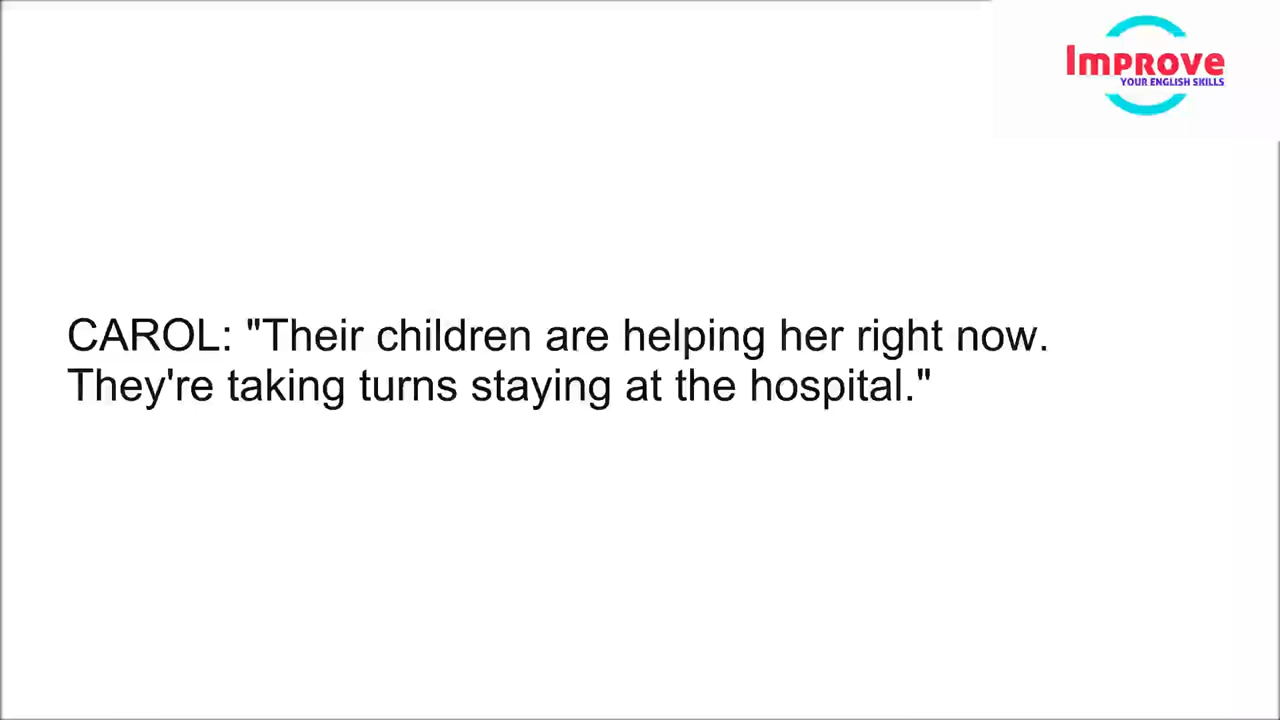 Improve
YOUR ENGLISH SKILLS
CAROL: "Their children are helping her right now.
They're taking turns staying at the hospital."